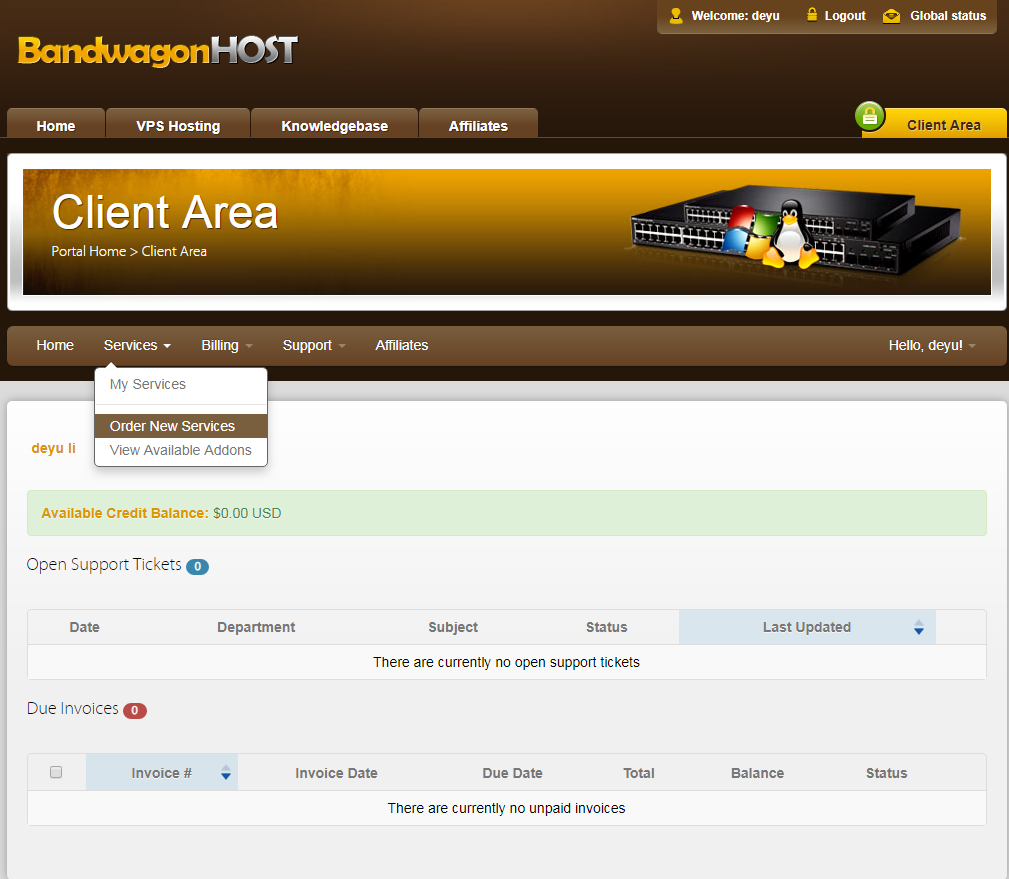 Welcome: deyu Logout Global status
BandwagonHOST
Home VPS Hosting Knowledgebase Affiliates Client Area
Client Area
Portal Home > Client Area
Home Services Billing Support Affiliates Hello, deyu!
My Services
Order New Services
View Available Addons
deyu li
Available Credit Balance: $0.00 USD
Open Support Tickets 0
Date Department Subject Status Last Updated
There are currently no open support tickets
Due Invoices 0
Invoice # Invoice Date Due Date Total Balance Status
There are currently no unpaid invoices